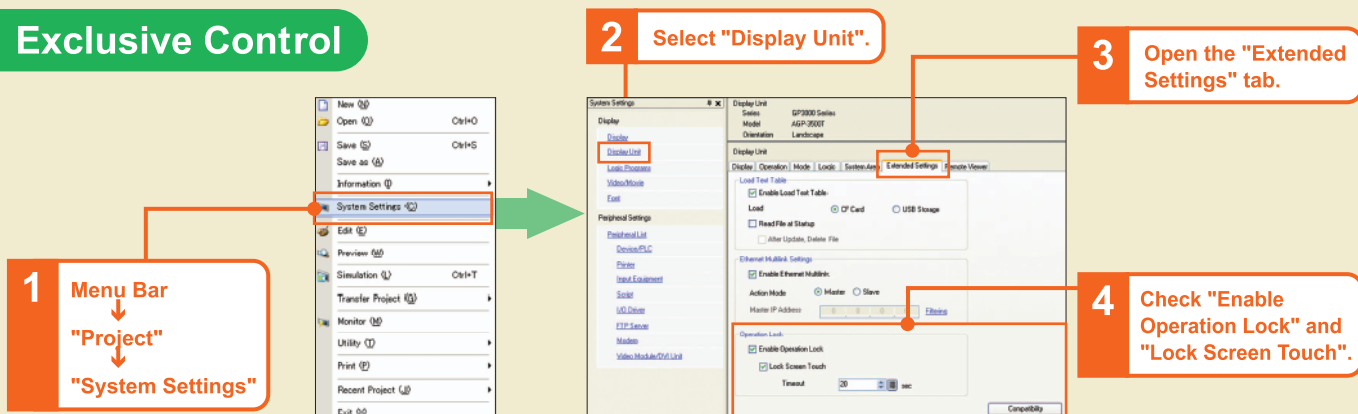 Exclusive Control
2 Select "Display Unit".
3 Open the "Extended
Settings" tab.
1 Menu Bar
"Project"
"System Settings"
New (N)
Open (O) Ctrl+O
Save (S) Ctrl+S
Save as (A)
Information (I)
System Settings (C)
Edit (E)
Preview (W)
Simulation (L) Ctrl+T
Transfer Project (G)
Monitor (M)
Utility (T)
Print (P)
Recent Project (J)
Exit (X)
System Settings
Display
Display
Display Unit
Logic Programs
Video/Movie
Font
Peripheral Settings
Peripheral List
Device/PLC
Printer
Input Equipment
Script
I/O Driver
FTP Server
Modem
Video Module/DVI Unit
Display Unit
Series GP3000 Series
Model AGP-3500T
Orientation Landscape
Display Unit
Display Operation Mode Logic System Area Extended Settings Remote Viewer
Load Text Table
Enable Load Text Table
Load CF Card USB Storage
Read File at Startup
After Update, Delete File
Ethernet Multilink Settings
Enable Ethernet Multilink
Action Mode Master Slave
Master IP Address 0 0 0 0 Filtering
Operation Lock
Enable Operation Lock
Lock Screen Touch
Timeout 20 sec
Compatibility
4 Check "Enable
Operation Lock" and
"Lock Screen Touch".